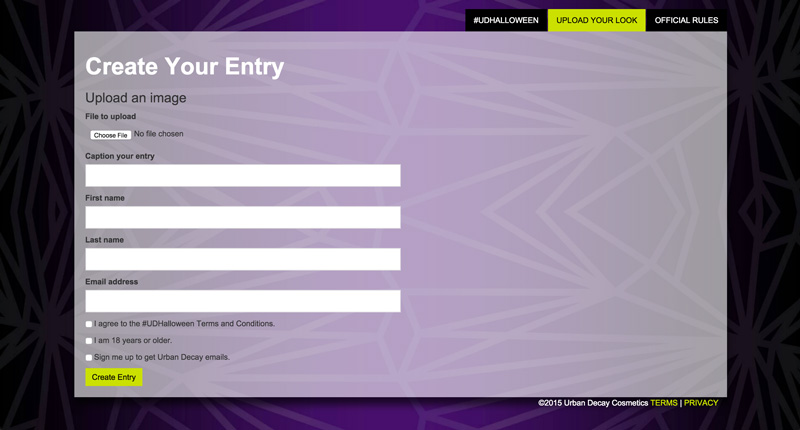 #UDHALLOWEEN UPLOAD YOUR LOOK OFFICIAL RULES
Create Your Entry
Upload an image
File to upload
Choose File No file chosen
Caption your entry
First name
Last name
Email address
I agree to the #UDHalloween Terms and Conditions.
I am 18 years or older.
Sign me up to get Urban Decay emails.
Create Entry
©2015 Urban Decay Cosmetics TERMS | PRIVACY